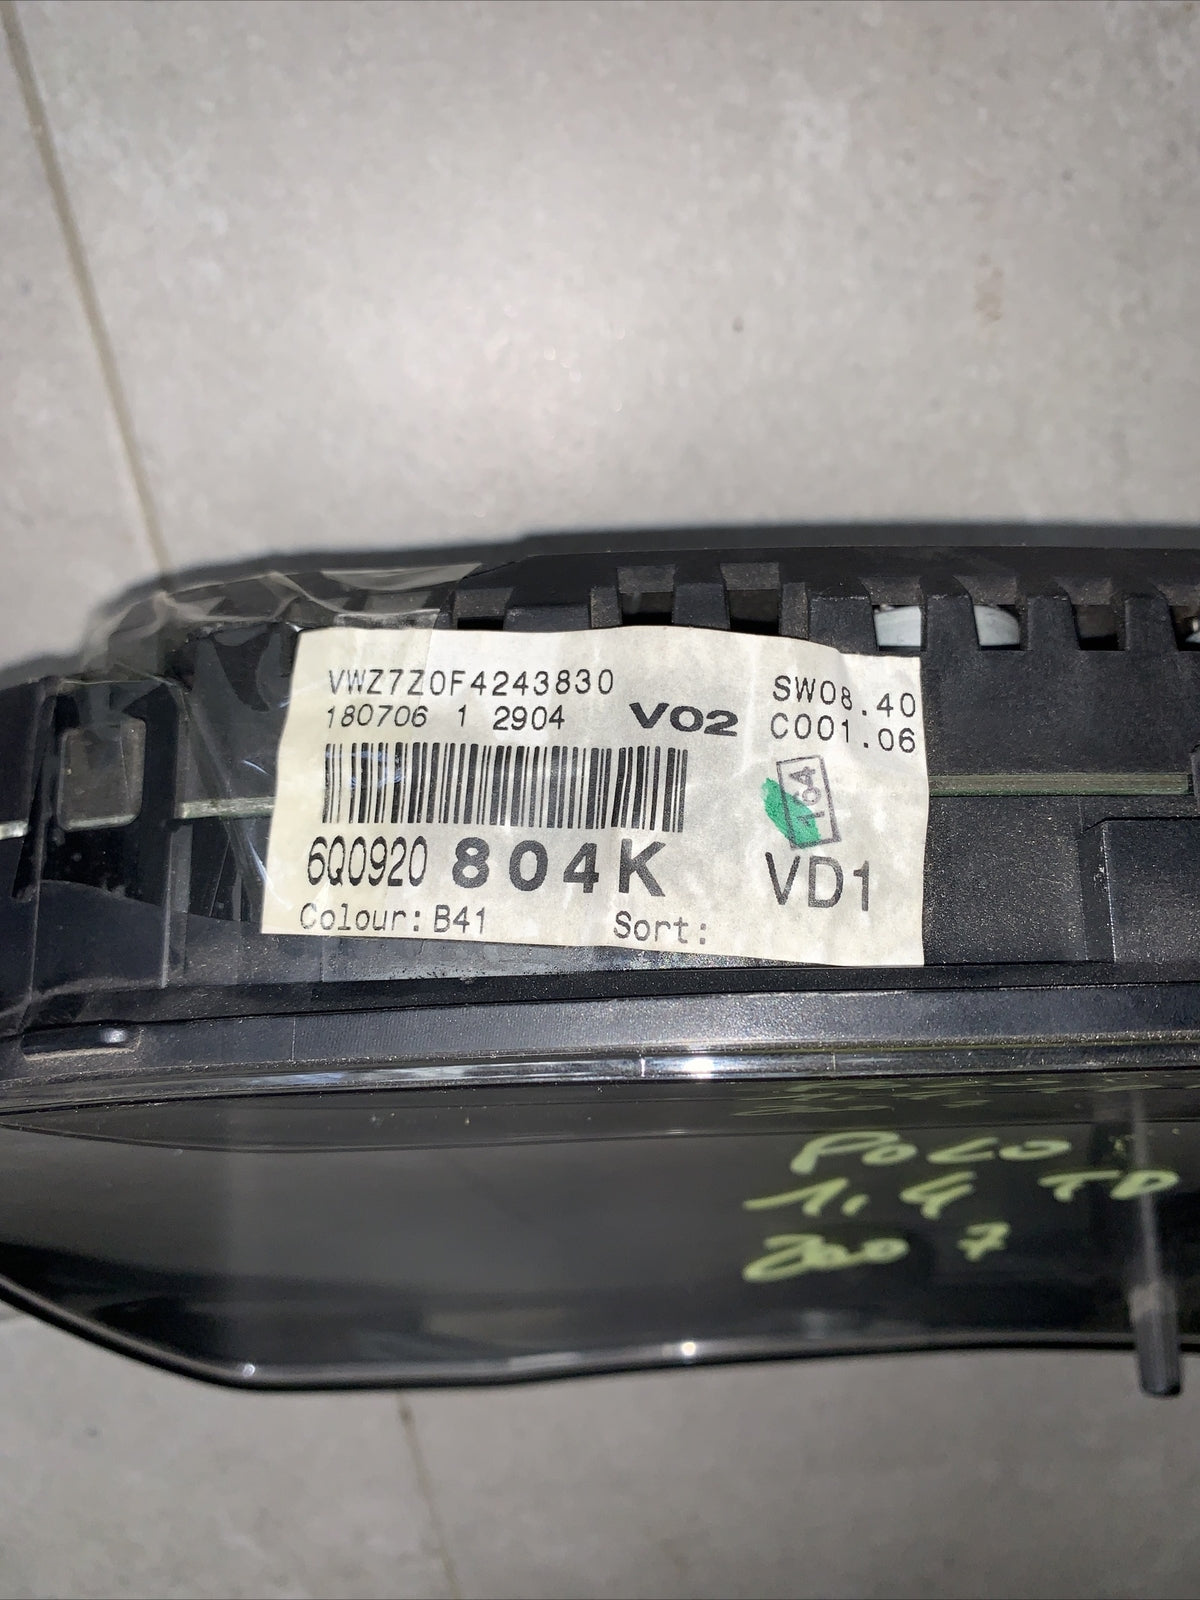 VWZ7Z0F4243830
180706 1 2904 V02
SW08.40
C001.06
164
6Q0920 804K
VD1
Colour: B41 Sort:
POLO
1,4 TD
2007